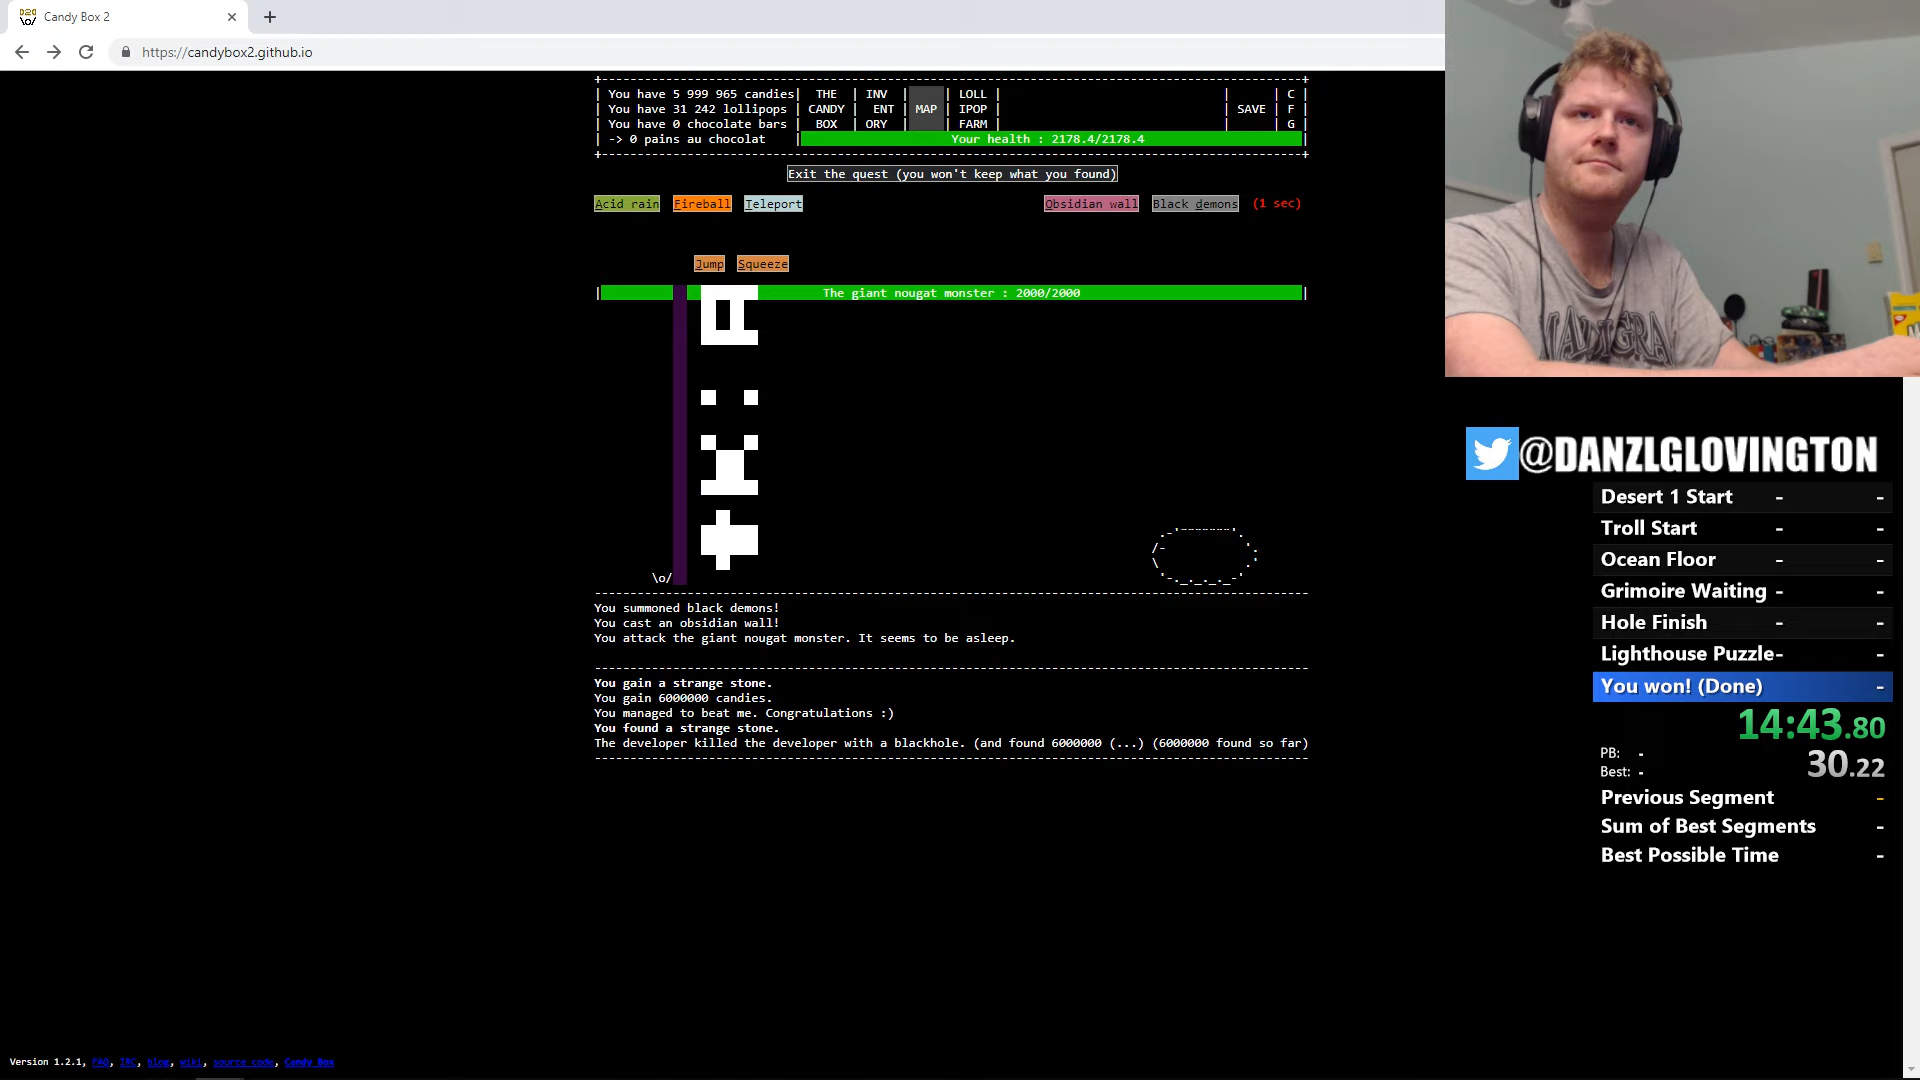 Candy Box 2
https://candybox2.github.io
You have 5 999 965 candies| THE | INV | | LOLL | | | C |
You have 31 242 lollipops | CANDY | ENT | MAP | IPOP | | SAVE | F |
You have 0 chocolate bars | BOX | ORY | | FARM | | | G |
-> 0 pains au chocolat | Your health : 2178.4/2178.4
Exit the quest (you won't keep what you found)
Acid rain Fireball Teleport Obsidian wall Black demons (1 sec)
Jump Squeeze
The giant nougat monster : 2000/2000
\o/
You summoned black demons!
You cast an obsidian wall!
You attack the giant nougat monster. It seems to be asleep.
You gain a strange stone.
You gain 6000000 candies.
You managed to beat me. Congratulations :)
You found a strange stone.
The developer killed the developer with a blackhole. (and found 6000000 (...) (6000000 found so far)
Version 1.2.1, FAQ, IRC, blog, wiki, source code, Candy Box
@DANZLGLOVINGTON
Desert 1 Start - -
Troll Start - -
Ocean Floor - -
Grimoire Waiting - -
Hole Finish - -
Lighthouse Puzzle- -
You won! (Done) -
14:43.80
PB: -
Best: -
30.22
Previous Segment -
Sum of Best Segments -
Best Possible Time -